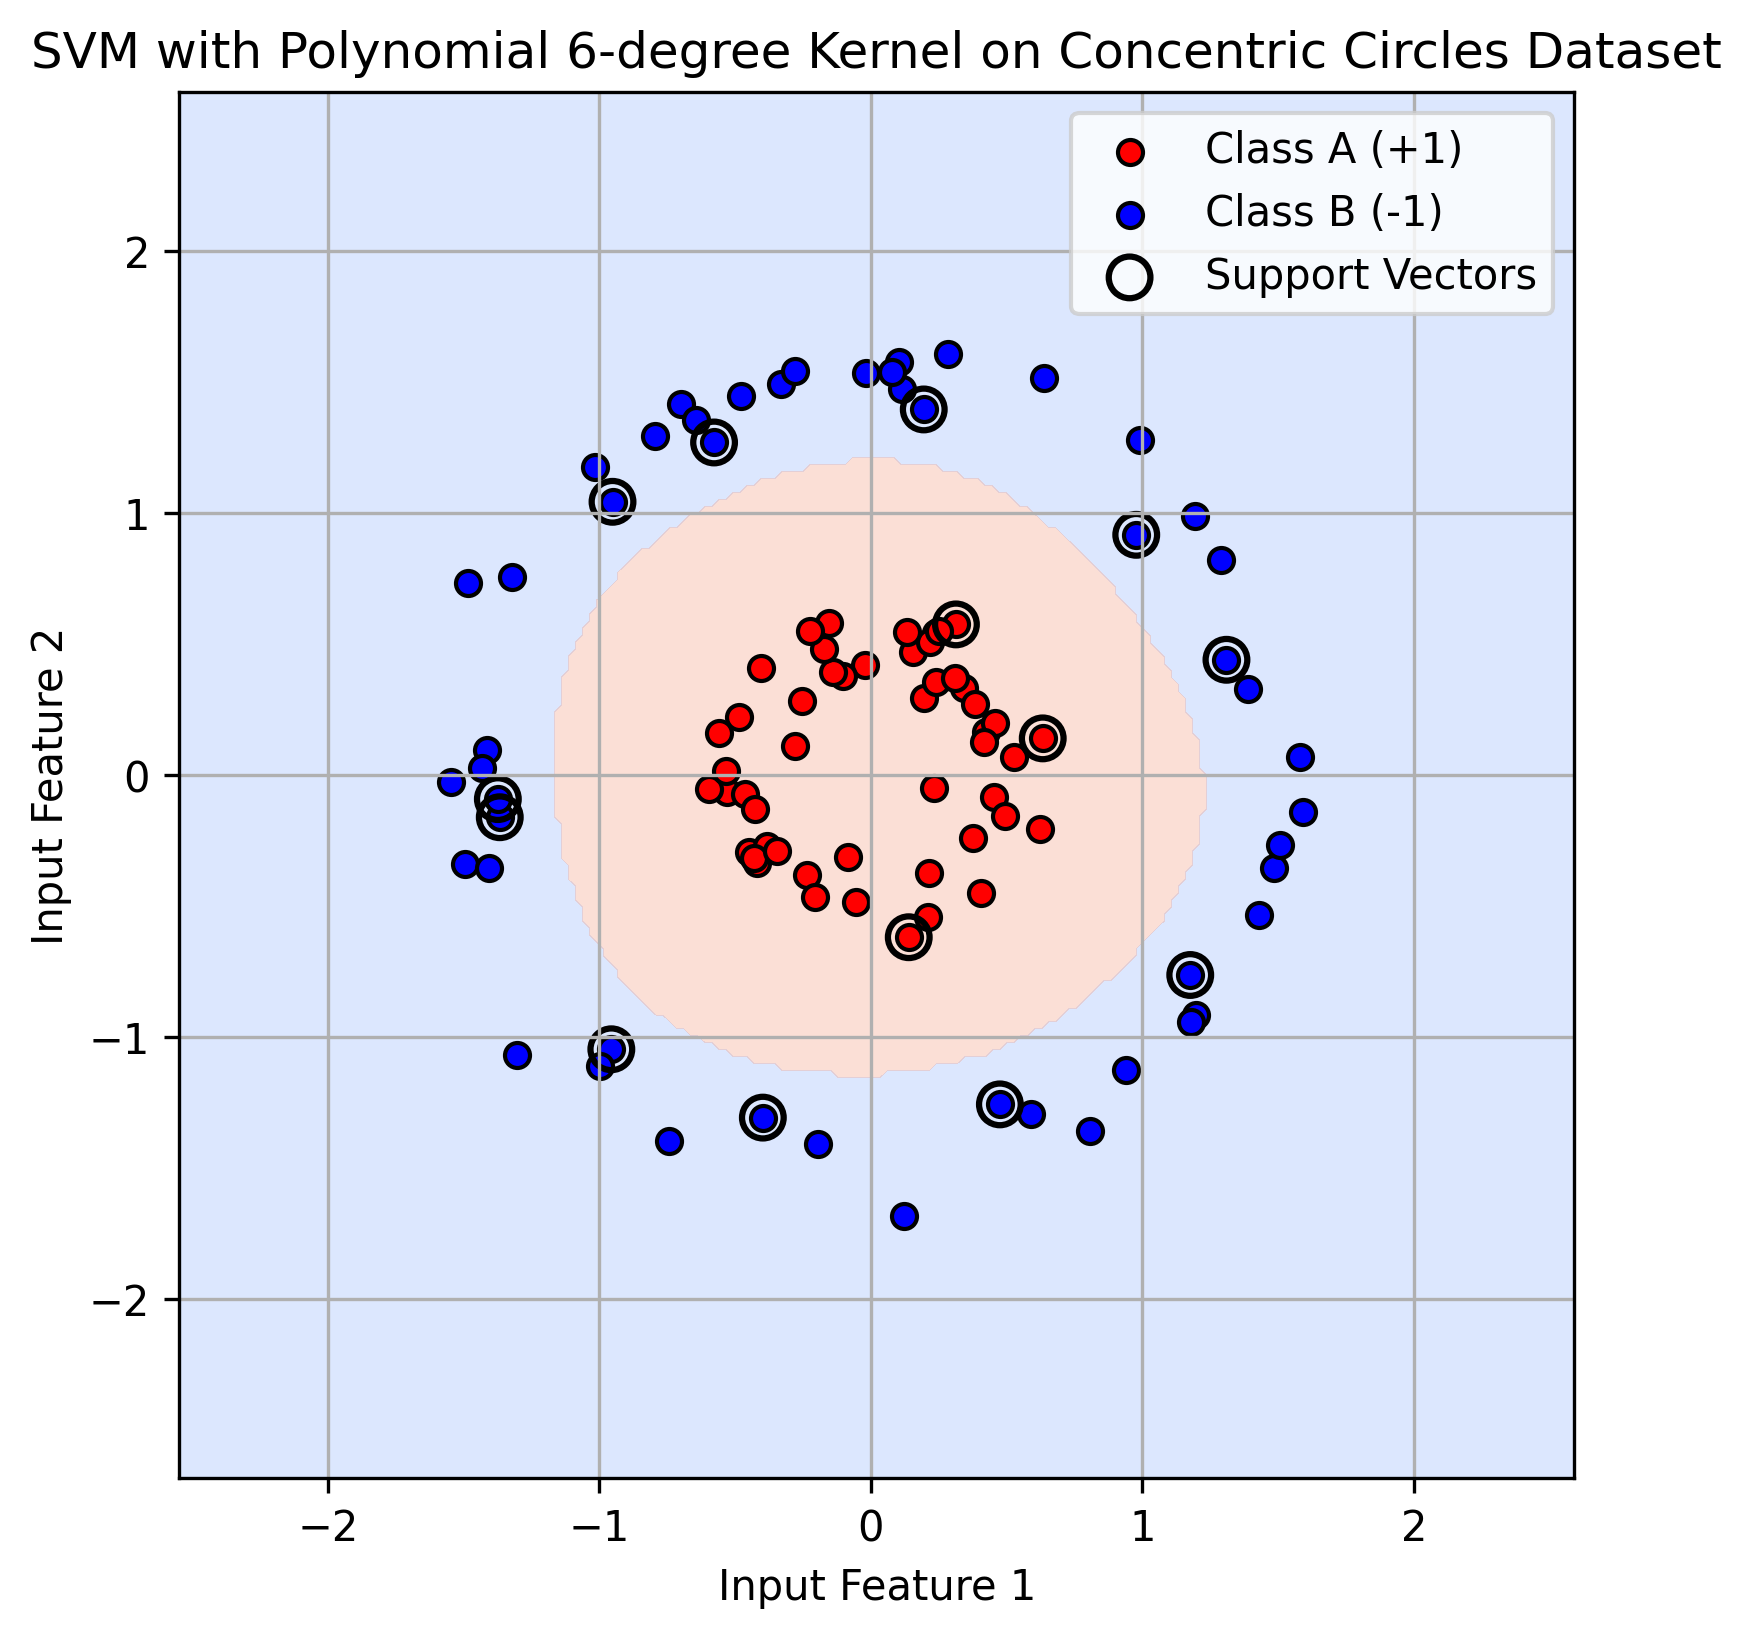 SVM with Polynomial 6-degree Kernel on Concentric Circles Dataset
Class A (+1)
Class B (-1)
Support Vectors
2
1
0
−1
−2
Input Feature 2
−2
−1
0
1
2
Input Feature 1